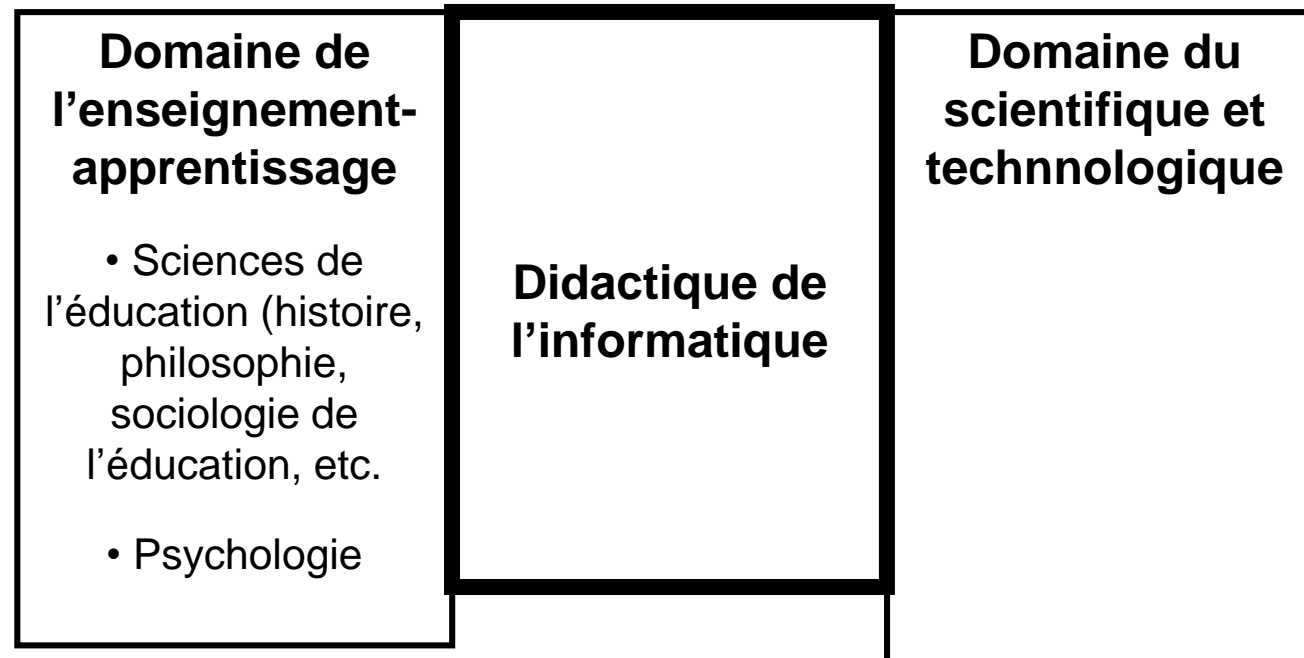 Domaine de
l’enseignement-
apprentissage
• Sciences de
l’éducation (histoire,
philosophie,
sociologie de
l’éducation, etc.
• Psychologie
Didactique de
l’informatique
Domaine du
scientifique et
technnologique